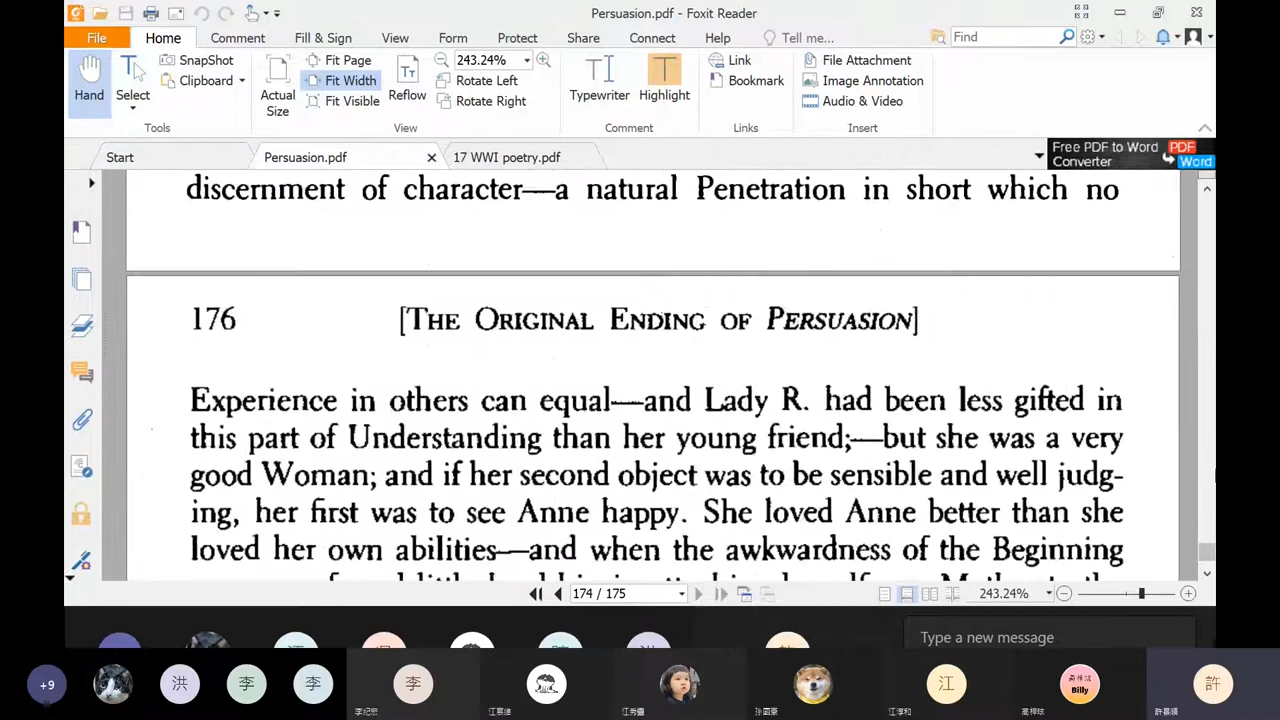 Persuasion.pdf - Foxit Reader
File Home Comment Fill & Sign View Form Protect Share Connect Help Tell me... Find
Hand
Select
SnapShot
Clipboard
Tools
Actual
Size
Fit Page
Fit Width
Fit Visible
Reflow
243.24%
Rotate Left
Rotate Right
View
Typewriter
Highlight
Comment
Link
Bookmark
Links
File Attachment
Image Annotation
Audio & Video
Insert
Start
Persuasion.pdf
17 WWI poetry.pdf
Free PDF to Word
Converter
PDF
Word
discernment of character—a natural Penetration in short which no
176 [THE ORIGINAL ENDING OF PERSUASION]
Experience in others can equal—and Lady R. had been less gifted in
this part of Understanding than her young friend;—but she was a very
good Woman; and if her second object was to be sensible and well judg-
ing, her first was to see Anne happy. She loved Anne better than she
loved her own abilities—and when the awkwardness of the Beginning
174 / 175
243.24%
Type a new message
+9
洪
李
李
李
江
Billy
許